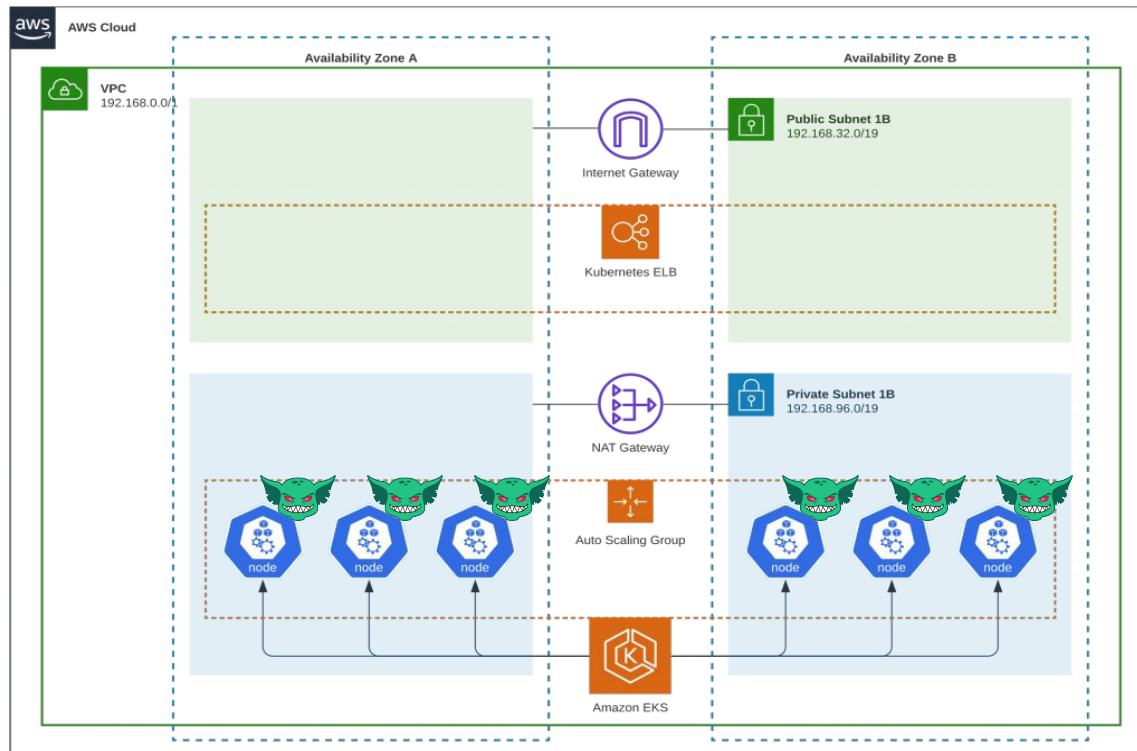 aws
AWS Cloud
Availability Zone A
Availability Zone B
VPC
192.168.0.0/1
Public Subnet 1B
192.168.32.0/19
Internet Gateway
Kubernetes ELB
Private Subnet 1B
192.168.96.0/19
NAT Gateway
Auto Scaling Group
node
node
node
node
node
node
K
Amazon EKS